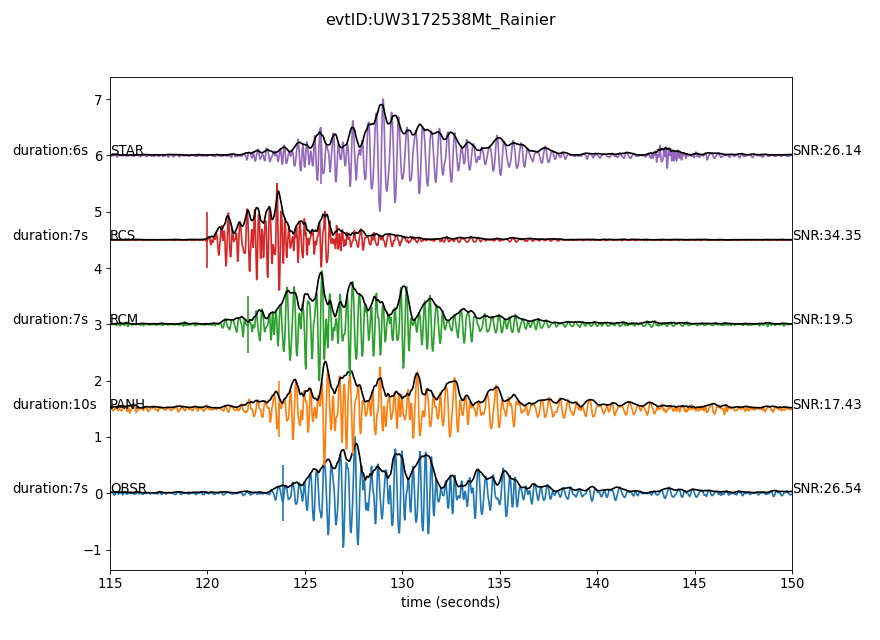 evtID:UW3172538Mt_Rainier
7
duration:6s STAR SNR:26.14
6
5
duration:7s RCS SNR:34.35
4
duration:7s RCM SNR:19.5
3
2
duration:10s PANH SNR:17.43
1
duration:7s OBSR SNR:26.54
0
−1
115 120 125 130 135 140 145 150
time (seconds)